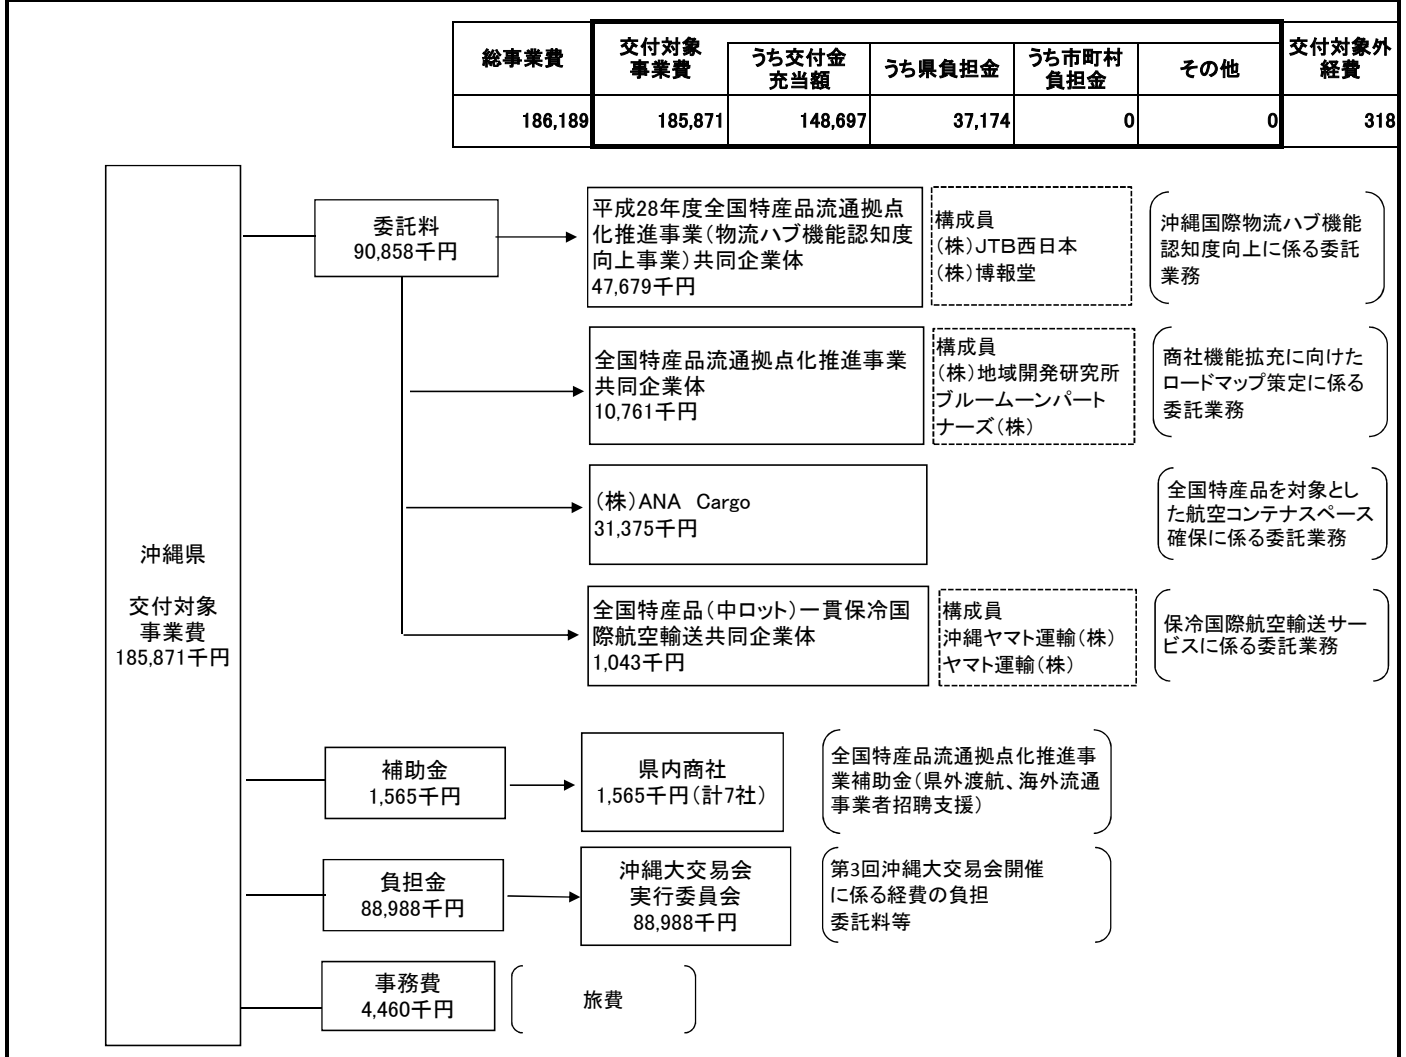 総事業費
交付対象
事業費
うち交付金
充当額
うち県負担金
うち市町村
負担金
その他
交付対象外
経費
186,189
185,871
148,697
37,174
0
0
318
沖縄県
交付対象
事業費
185,871千円
委託料
90,858千円
平成28年度全国特産品流通拠点
化推進事業(物流ハブ機能認知度
向上事業)共同企業体
47,679千円
構成員
(株)JTB西日本
(株)博報堂
沖縄国際物流ハブ機能
認知度向上に係る委託
業務
全国特産品流通拠点化推進事業
共同企業体
10,761千円
構成員
(株)地域開発研究所
ブルームーンパート
ナーズ(株)
商社機能拡充に向けた
ロードマップ策定に係る
委託業務
(株)ANA Cargo
31,375千円
全国特産品を対象とし
た航空コンテナスペース
確保に係る委託業務
全国特産品(中ロット)一貫保冷国
際航空輸送共同企業体
1,043千円
構成員
沖縄ヤマト運輸(株)
ヤマト運輸(株)
保冷国際航空輸送サー
ビスに係る委託業務
補助金
1,565千円
県内商社
1,565千円(計7社)
全国特産品流通拠点化推進事
業補助金(県外渡航、海外流通
事業者招聘支援)
負担金
88,988千円
沖縄大交易会
実行委員会
88,988千円
第3回沖縄大交易会開催
に係る経費の負担
委託料等
事務費
4,460千円
旅費